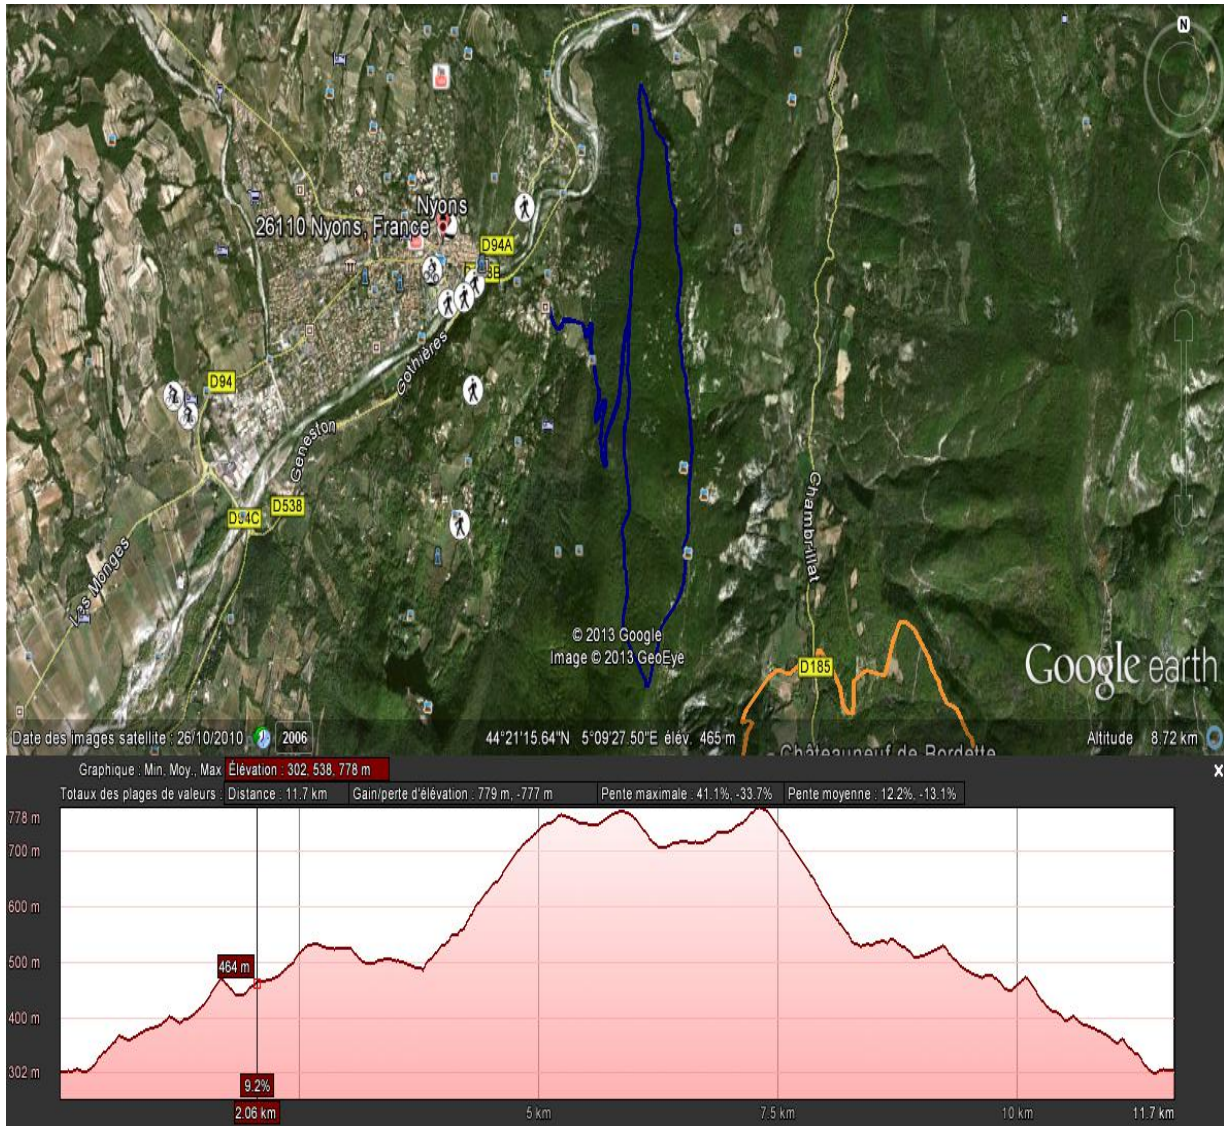 N
Nyons
26110 Nyons, France
D94A
Gothières
D94
Geneston
D538
D94C
Les Monges
Chambrillat
© 2013 Google
Image © 2013 GeoEye
D185
Google earth
Date des images satellite : 26/10/2010
2006
44°21'15.64"N 5°09'27.50"E élév. 465 m
Altitude 8.72 km
Châteauneuf de Bordette
Graphique : Min, Moy., Max Élévation : 302, 538, 778 m
x
Totaux des plages de valeurs : Distance : 11.7 km Gain/perte d'élévation : 779 m, -777 m Pente maximale : 41.1%, -33.7% Pente moyenne : 12.2%, -13.1%
778 m
700 m
600 m
500 m
464 m
400 m
302 m
9.2%
2.06 km
5 km
7.5 km
10 km
11.7 km